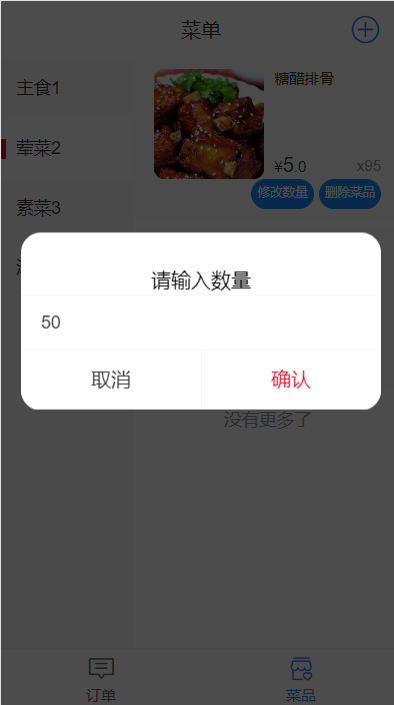 菜单
主食1
荤菜2
素菜3
糖醋排骨
¥5.0
x95
修改数量
删除菜品
请输入数量
50
取消
确认
没有更多了
订单
菜品